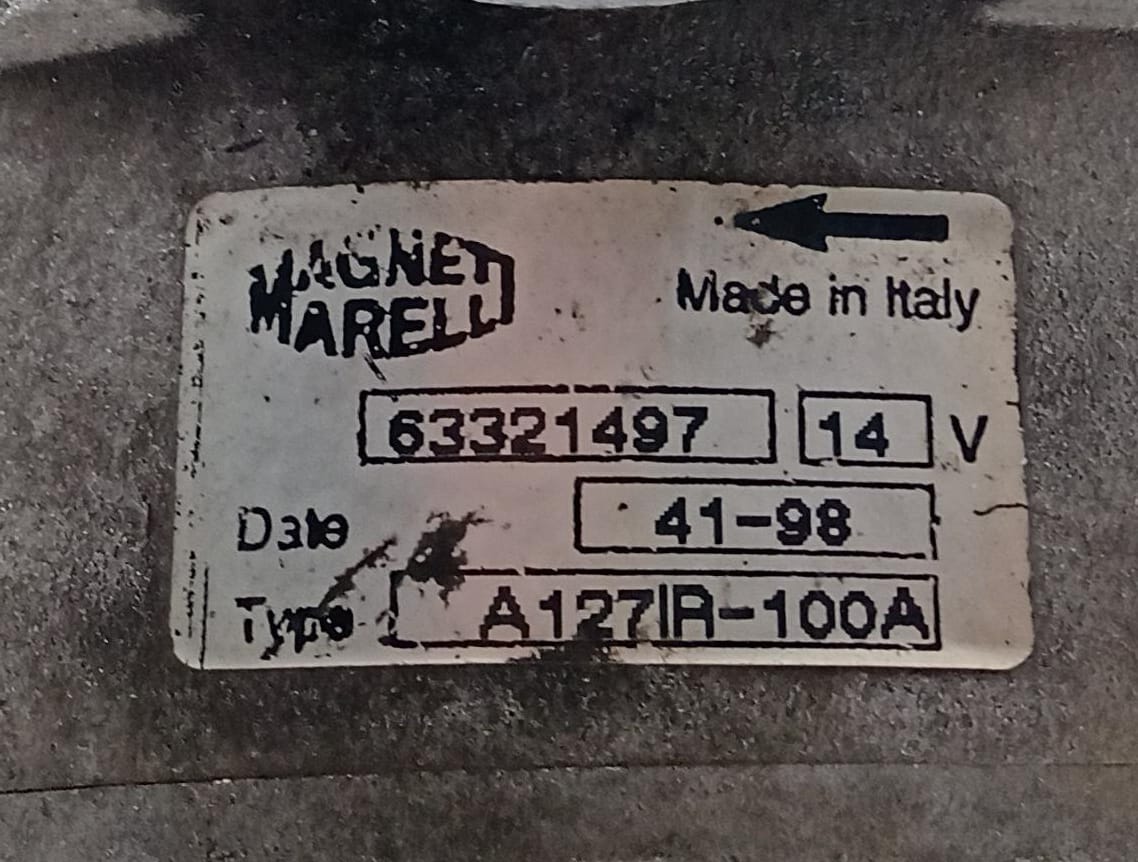 MAGNETI
MARELLI
Made in Italy
63321497 14 V
Date 41-98
Type A127IR-100A